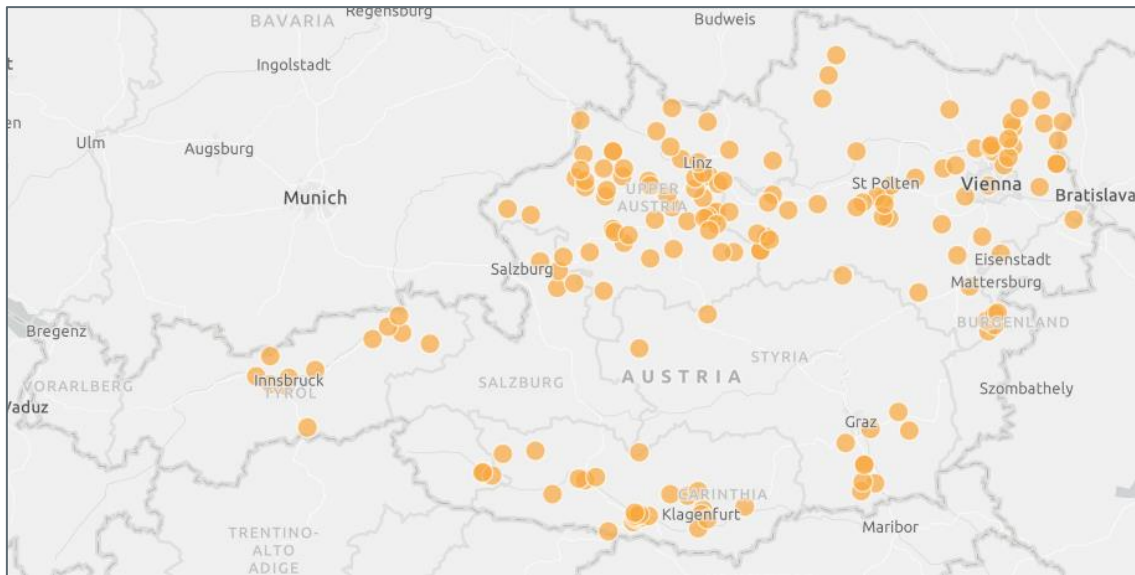 BAVARIA
Regensburg
Budweis
Ingolstadt
Ulm
Augsburg
Munich
Linz
UPPER
AUSTRIA
St Polten
Vienna
Bratislava
Salzburg
Eisenstadt
Mattersburg
Bregenz
BURGENLAND
VORARLBERG
Innsbruck
TYROL
SALZBURG
STYRIA
AUSTRIA
Szombathely
Vaduz
Graz
CARINTHIA
Klagenfurt
Maribor
TRENTINO-
ALTO
ADIGE